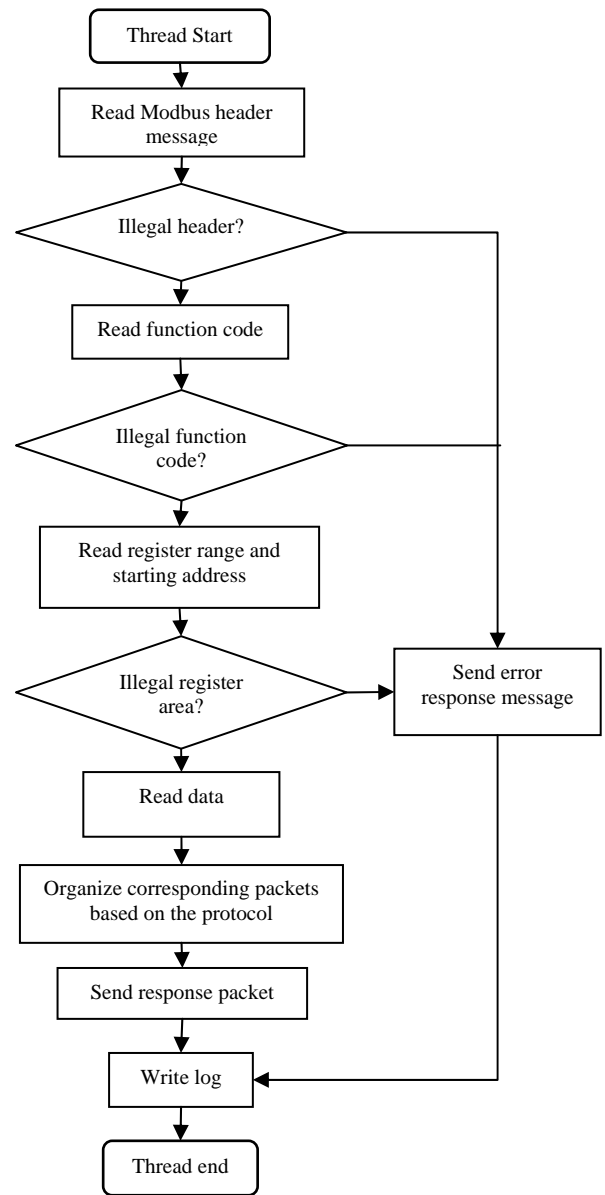 Thread Start
Read Modbus header
message
Illegal header?
Read function code
Illegal function
code?
Read register range and
starting address
Illegal register
area?
Send error
response message
Read data
Organize corresponding packets
based on the protocol
Send response packet
Write log
Thread end